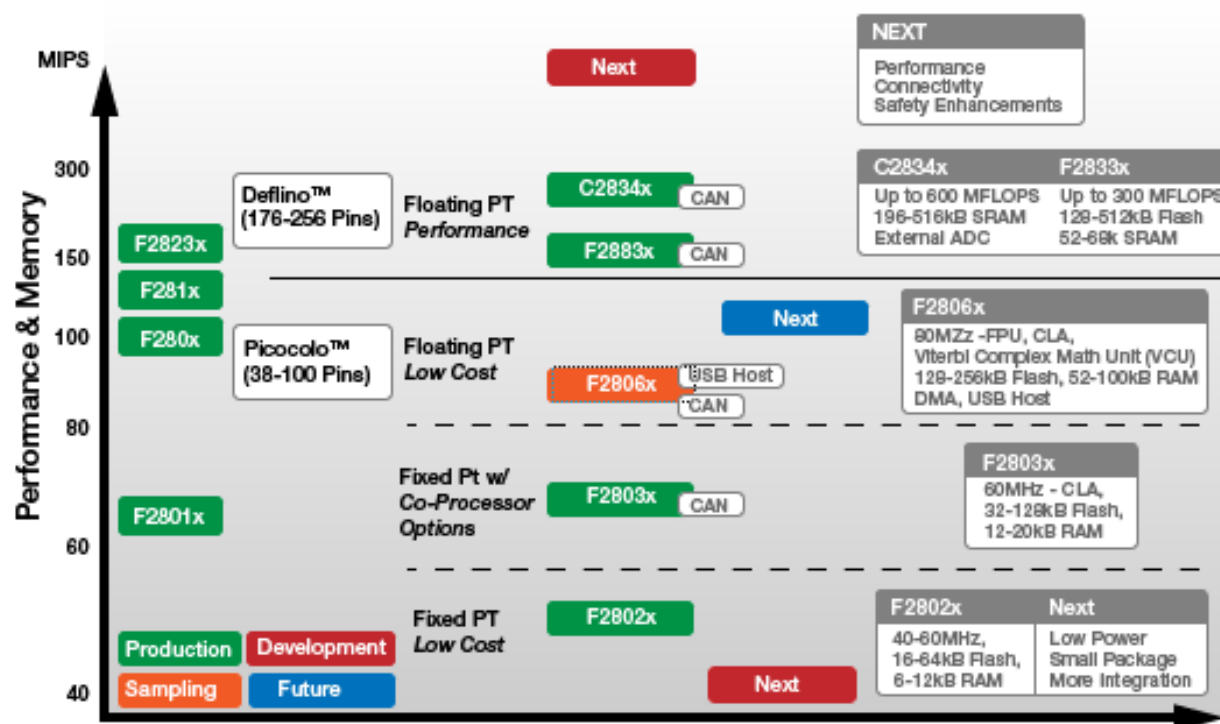 MIPS
Performance & Memory
300
150
100
80
60
40
F2823x
F281x
F280x
F2801x
Deflino™
(176-256 Pins)
Picocolo™
(38-100 Pins)
Production
Development
Sampling
Future
Floating PT
Performance
Floating PT
Low Cost
Fixed Pt w/
Co-Processor
Options
Fixed PT
Low Cost
Next
C2834x
CAN
F2883x
CAN
Next
F2806x
USB Host
CAN
F2803x
CAN
F2802x
Next
NEXT
Performance
Connectivity
Safety Enhancements
C2834x
Up to 600 MFLOPS
196-516kB SRAM
External ADC
F2833x
Up to 300 MFLOPS
128-512kB Flash
52-68k SRAM
F2806x
80MZz -FPU, CLA,
Viterbi Complex Math Unit (VCU)
128-256kB Flash, 52-100kB RAM
DMA, USB Host
F2803x
60MHz - CLA,
32-128kB Flash,
12-20kB RAM
F2802x
40-60MHz,
16-64kB Flash,
6-12kB RAM
Next
Low Power
Small Package
More Integration